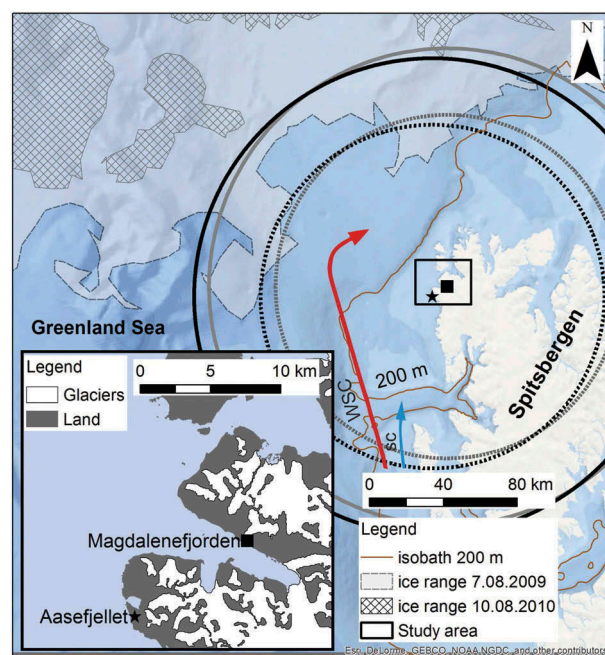 N
Greenland Sea
Spitsbergen
200 m
WSC
sc
Legend
Glaciers
Land
0 5 10 km
Magdalenefjorden
Aasefjellet
0 40 80 km
Legend
isobath 200 m
ice range 7.08.2009
ice range 10.08.2010
Study area
Esri, DeLorme, GEBCO, NOAA NGDC, and other contributors